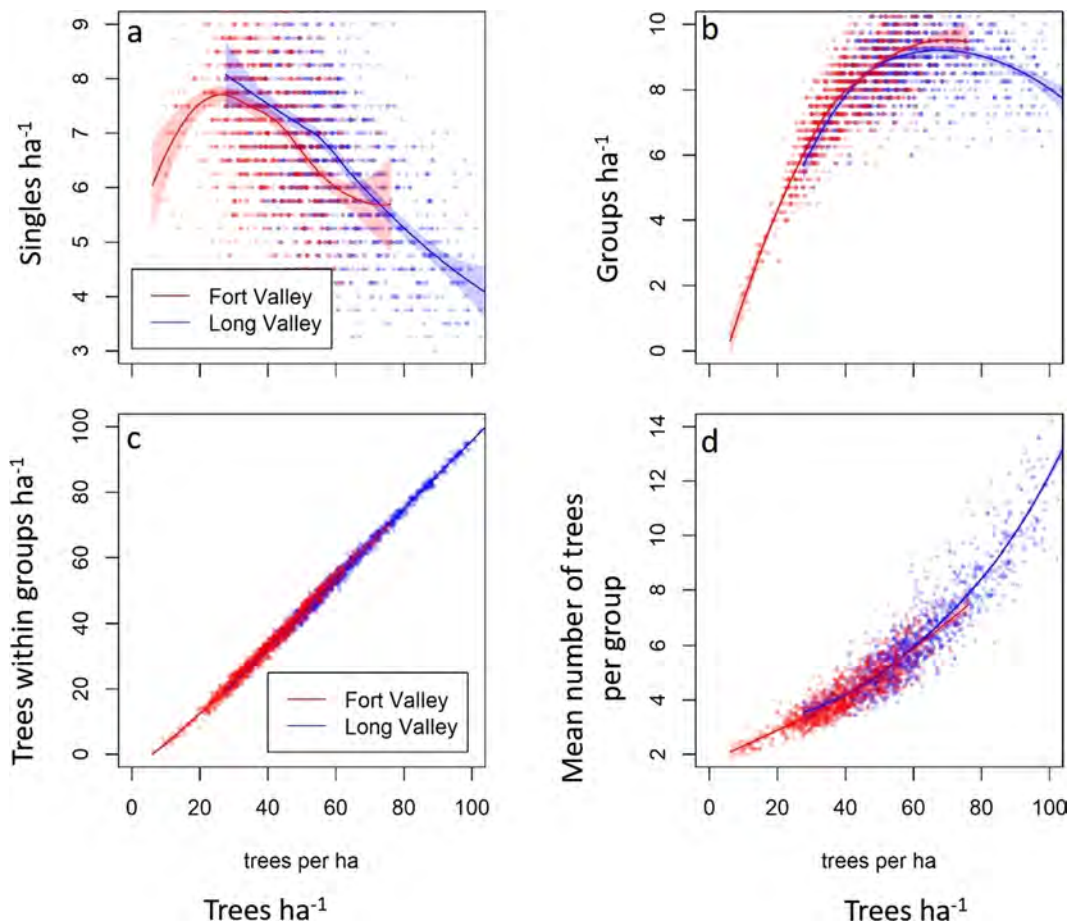 a
Singles ha⁻¹
9
8
7
6
5
4
3
Fort Valley
Long Valley
b
Groups ha⁻¹
10
8
6
4
2
0
c
Trees within groups ha⁻¹
100
80
60
40
20
0
Fort Valley
Long Valley
0 20 40 60 80 100
trees per ha
Trees ha⁻¹
d
Mean number of trees
per group
14
12
10
8
6
4
2
0 20 40 60 80 100
trees per ha
Trees ha⁻¹